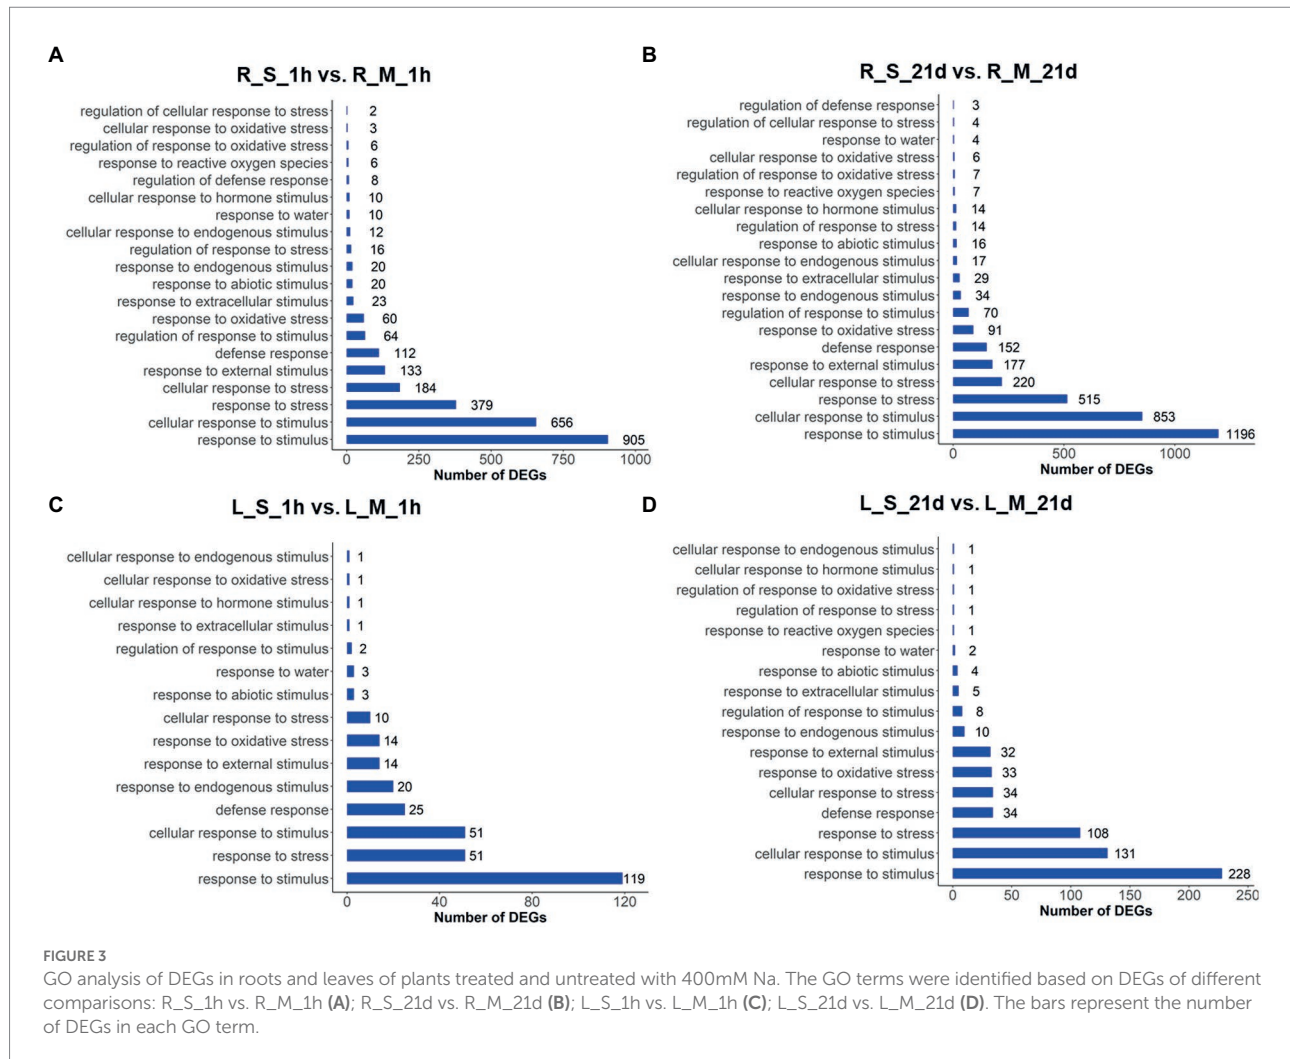 A
R_S_1h vs. R_M_1h
regulation of cellular response to stress 2
cellular response to oxidative stress 3
regulation of response to oxidative stress 6
response to reactive oxygen species 6
regulation of defense response 8
cellular response to hormone stimulus 10
response to water 10
cellular response to endogenous stimulus 12
regulation of response to stress 16
response to endogenous stimulus 20
response to abiotic stimulus 20
response to extracellular stimulus 23
response to oxidative stress 60
regulation of response to stimulus 64
defense response 112
response to external stimulus 133
cellular response to stress 184
response to stress 379
cellular response to stimulus 656
response to stimulus 905
0 250 500 750 1000
Number of DEGs
B
R_S_21d vs. R_M_21d
regulation of defense response 3
regulation of cellular response to stress 4
response to water 4
cellular response to oxidative stress 6
regulation of response to oxidative stress 7
response to reactive oxygen species 7
cellular response to hormone stimulus 14
regulation of response to stress 14
response to abiotic stimulus 16
cellular response to endogenous stimulus 17
response to extracellular stimulus 29
response to endogenous stimulus 34
regulation of response to stimulus 70
response to oxidative stress 91
defense response 152
response to external stimulus 177
cellular response to stress 220
response to stress 515
cellular response to stimulus 853
response to stimulus 1196
0 500 1000
Number of DEGs
C
L_S_1h vs. L_M_1h
cellular response to endogenous stimulus 1
cellular response to oxidative stress 1
cellular response to hormone stimulus 1
response to extracellular stimulus 1
regulation of response to stimulus 2
response to water 3
response to abiotic stimulus 3
cellular response to stress 10
response to oxidative stress 14
response to external stimulus 14
response to endogenous stimulus 20
defense response 25
cellular response to stimulus 51
response to stress 51
response to stimulus 119
0 40 80 120
Number of DEGs
D
L_S_21d vs. L_M_21d
cellular response to endogenous stimulus 1
cellular response to hormone stimulus 1
regulation of response to oxidative stress 1
regulation of response to stress 1
response to reactive oxygen species 1
response to water 2
response to abiotic stimulus 4
response to extracellular stimulus 5
regulation of response to stimulus 8
response to endogenous stimulus 10
response to external stimulus 32
response to oxidative stress 33
cellular response to stress 34
defense response 34
response to stress 108
cellular response to stimulus 131
response to stimulus 228
0 50 100 150 200 250
Number of DEGs
FIGURE 3
GO analysis of DEGs in roots and leaves of plants treated and untreated with 400mM Na. The GO terms were identified based on DEGs of different
comparisons: R_S_1h vs. R_M_1h (A); R_S_21d vs. R_M_21d (B); L_S_1h vs. L_M_1h (C); L_S_21d vs. L_M_21d (D). The bars represent the number
of DEGs in each GO term.